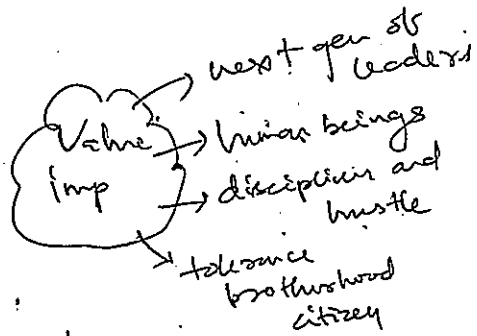 next gen of
leaders
Value
imp
human beings
discipline and
hustle
tolerance
brotherhood
citizen